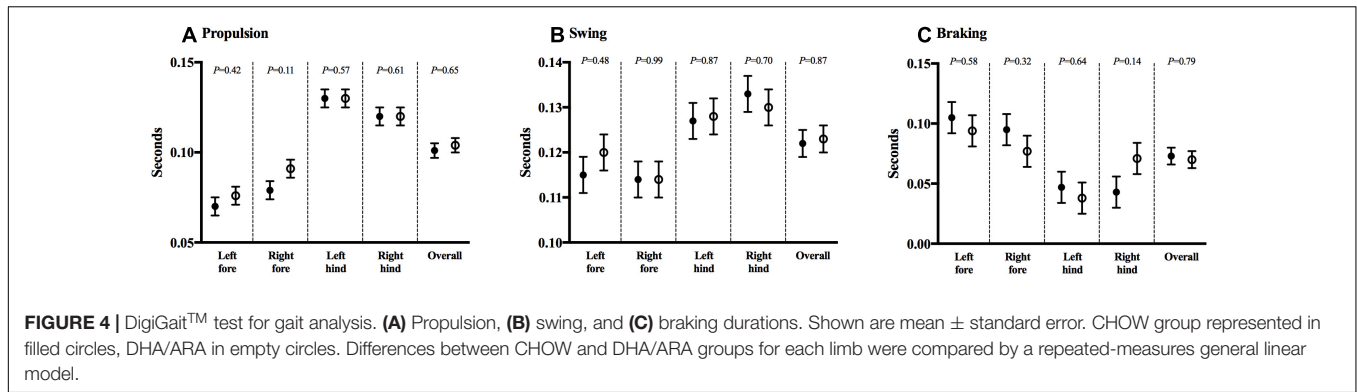 A Propulsion
Seconds
0.15
0.10
0.05
P=0.42 P=0.11 P=0.57 P=0.61 P=0.65
Left fore
Right fore
Left hind
Right hind
Overall
B Swing
Seconds
0.14
0.13
0.12
0.11
0.10
P=0.48 P=0.99 P=0.87 P=0.70 P=0.87
Left fore
Right fore
Left hind
Right hind
Overall
C Braking
Seconds
0.15
0.10
0.05
0.00
P=0.58 P=0.32 P=0.64 P=0.14 P=0.79
Left fore
Right fore
Left hind
Right hind
Overall
FIGURE 4 | DigiGait™ test for gait analysis. (A) Propulsion, (B) swing, and (C) braking durations. Shown are mean ± standard error. CHOW group represented in
filled circles, DHA/ARA in empty circles. Differences between CHOW and DHA/ARA groups for each limb were compared by a repeated-measures general linear
model.